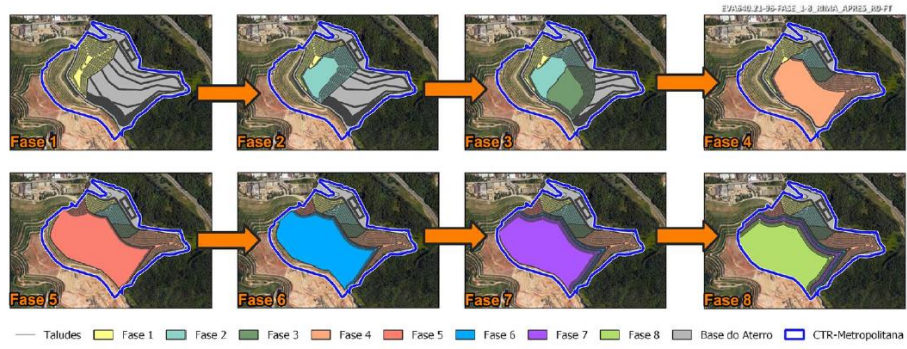 EVA840.21-06-FASE_1-8_RIMA_APRES_R0-FT
Fase 1
Fase 2
Fase 3
Fase 4
Fase 5
Fase 6
Fase 7
Fase 8
Taludes Fase 1 Fase 2 Fase 3 Fase 4 Fase 5 Fase 6 Fase 7 Fase 8 Base do Aterro CTR-Metropolitana